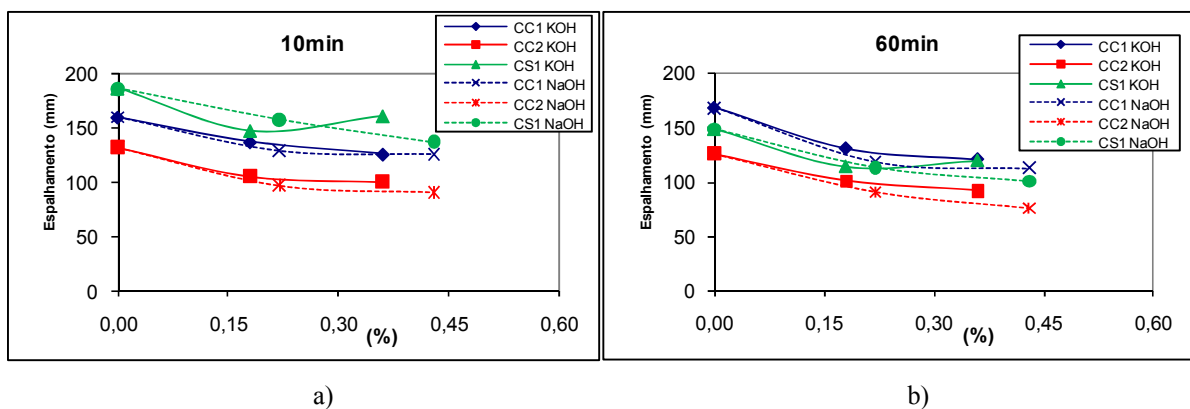 10min
CC1 KOH
CC2 KOH
CS1 KOH
CC1 NaOH
CC2 NaOH
CS1 NaOH
Espalhamento (mm)
200
150
100
50
0
0,00
0,15
0,30
0,45
0,60
(%)
60min
CC1 KOH
CC2 KOH
CS1 KOH
CC1 NaOH
CC2 NaOH
CS1 NaOH
Espalhamento (mm)
200
150
100
50
0
0,00
0,15
0,30
0,45
0,60
(%)
a)
b)